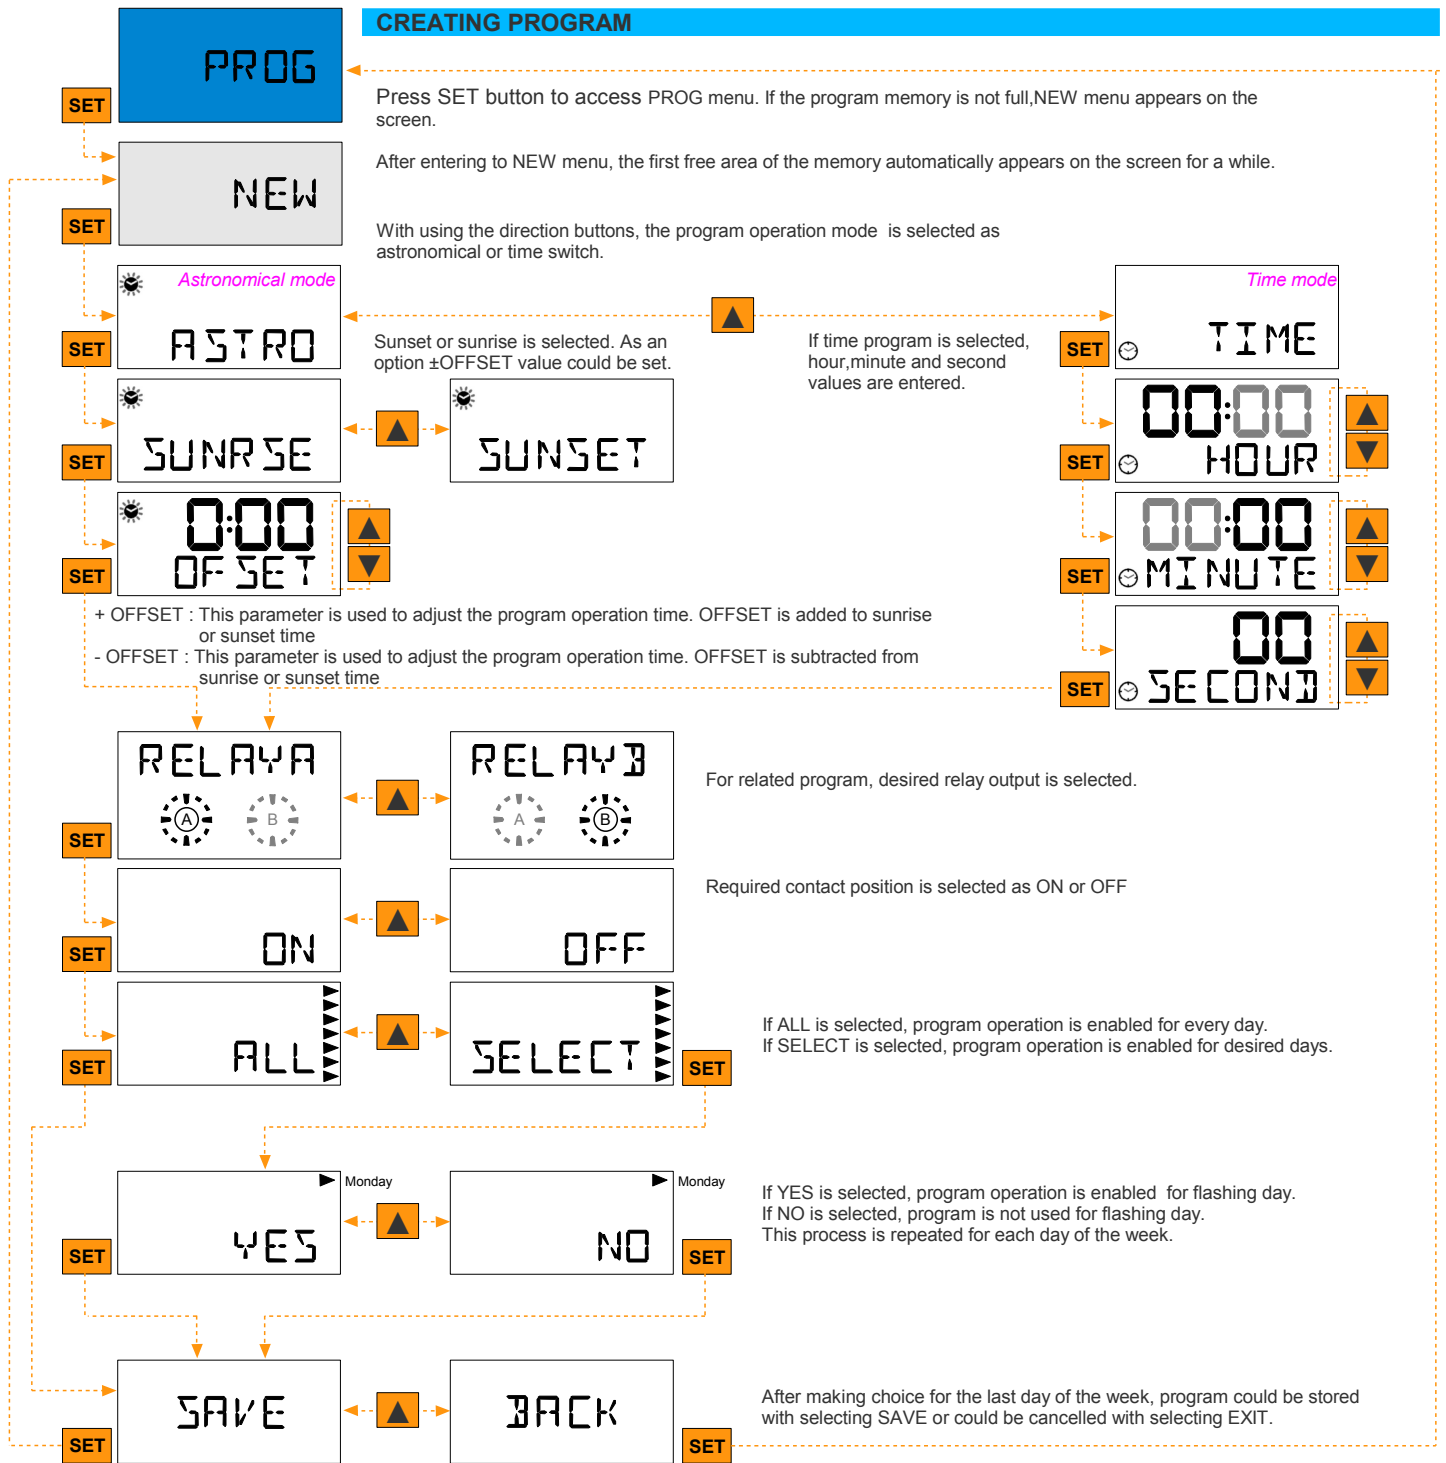 CREATING PROGRAM
PROG
SET
Press SET button to access PROG menu. If the program memory is not full,NEW menu appears on the
screen.
After entering to NEW menu, the first free area of the memory automatically appears on the screen for a while.
NEW
SET
With using the direction buttons, the program operation mode is selected as
astronomical or time switch.
Astronomical mode
ASTRO
SET
Sunset or sunrise is selected. As an
option ±OFFSET value could be set.
If time program is selected,
hour,minute and second
values are entered.
Time mode
TIME
SET
SUNRSE
SET
SUNSET
00:00
HOUR
SET
0:00
OFSET
SET
00:00
MINUTE
SET
+ OFFSET : This parameter is used to adjust the program operation time. OFFSET is added to sunrise
or sunset time
- OFFSET : This parameter is used to adjust the program operation time. OFFSET is subtracted from
sunrise or sunset time
00
SECOND
SET
RELAYA
A B
SET
RELAYB
A B
For related program, desired relay output is selected.
ON
SET
OFF
Required contact position is selected as ON or OFF
ALL
SET
SELECT
SET
If ALL is selected, program operation is enabled for every day.
If SELECT is selected, program operation is enabled for desired days.
Monday
YES
SET
Monday
NO
SET
If YES is selected, program operation is enabled for flashing day.
If NO is selected, program is not used for flashing day.
This process is repeated for each day of the week.
SAVE
SET
BACK
SET
After making choice for the last day of the week, program could be stored
with selecting SAVE or could be cancelled with selecting EXIT.